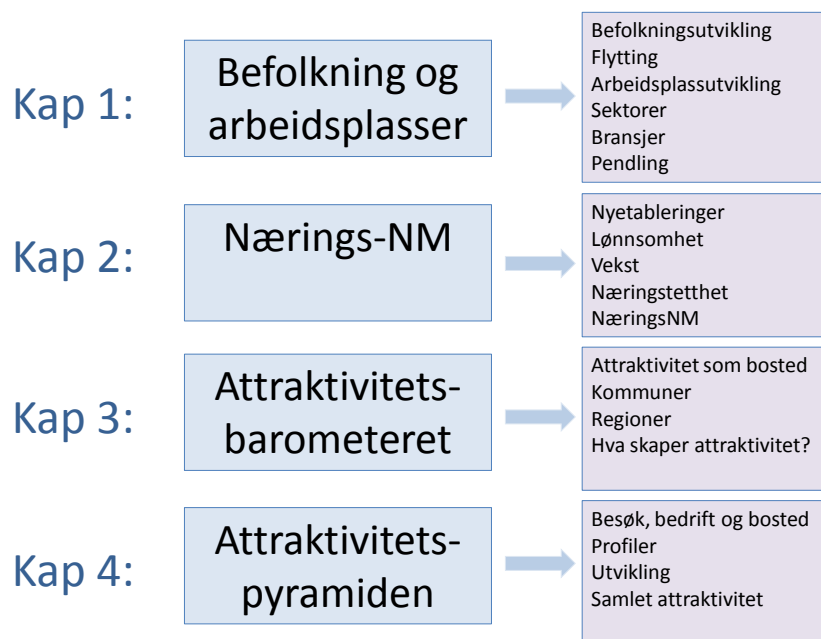 Kap 1:
Befolkning og
arbeidsplasser
Befolkningsutvikling
Flytting
Arbeidsplassutvikling
Sektorer
Bransjer
Pendling
Kap 2:
Nærings-NM
Nyetableringer
Lønnsomhet
Vekst
Næringstetthet
NæringsNM
Kap 3:
Attraktivitets-
barometeret
Attraktivitet som bosted
Kommuner
Regioner
Hva skaper attraktivitet?
Kap 4:
Attraktivitets-
pyramiden
Besøk, bedrift og bosted
Profiler
Utvikling
Samlet attraktivitet